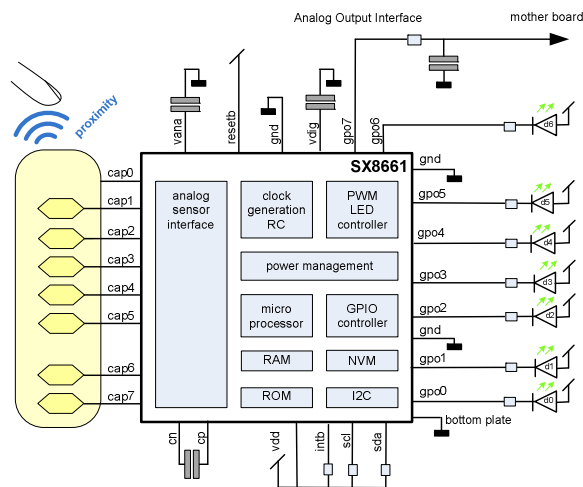 Analog Output Interface
mother board
proximity
vana
resetb
gnd
vdig
gpo7
gpo6
d6
SX8661
gnd
cap0
cap1
cap2
cap3
cap4
cap5
cap6
cap7
analog
sensor
interface
clock
generation
RC
PWM
LED
controller
power management
micro
processor
GPIO
controller
RAM
NVM
ROM
I2C
gpo5
d5
gpo4
d4
gpo3
d3
gpo2
d2
gnd
gpo1
d1
gpo0
d0
bottom plate
cn
cp
vdd
intb
scl
sda